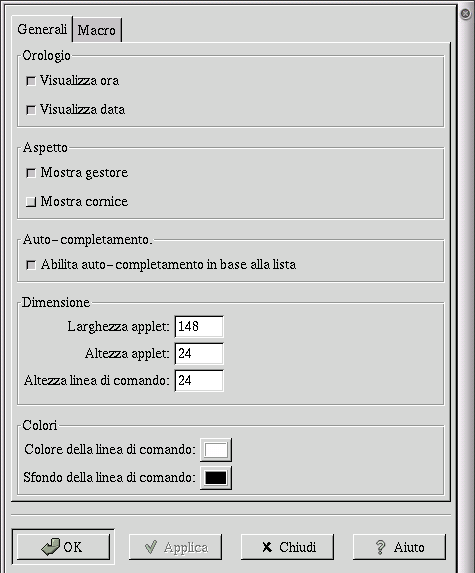 Generali Macro
Orologio
Visualizza ora
Visualizza data
Aspetto
Mostra gestore
Mostra cornice
Auto-completamento.
Abilita auto-completamento in base alla lista
Dimensione
Larghezza applet: 148
Altezza applet: 24
Altezza linea di comando: 24
Colori
Colore della linea di comando:
Sfondo della linea di comando:
OK Applica Chiudi Aiuto